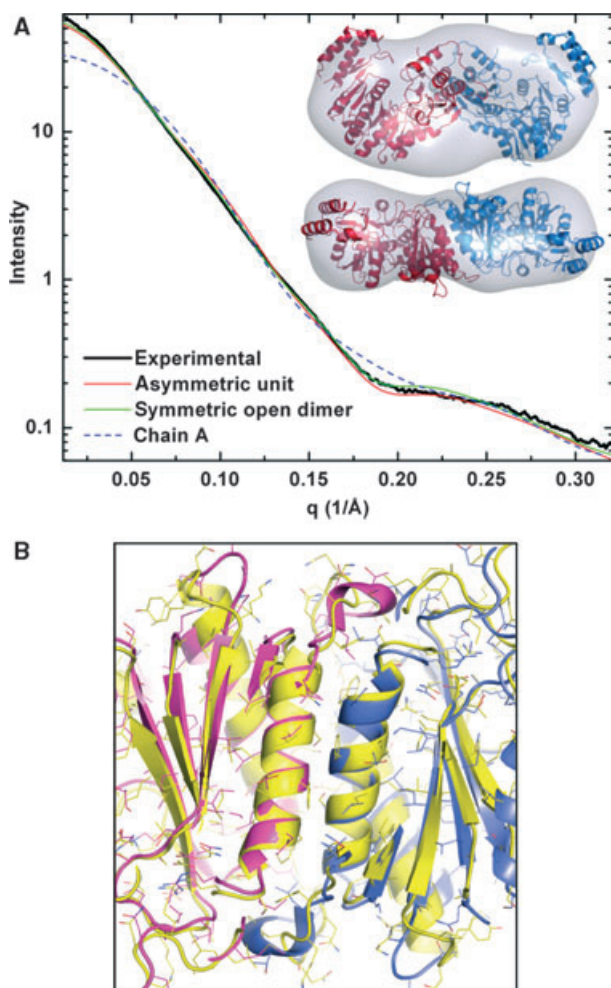 A
10
1
0.1
Intensity
Experimental
Asymmetric unit
Symmetric open dimer
Chain A
0.05 0.10 0.15 0.20 0.25 0.30
q (1/Å)
B